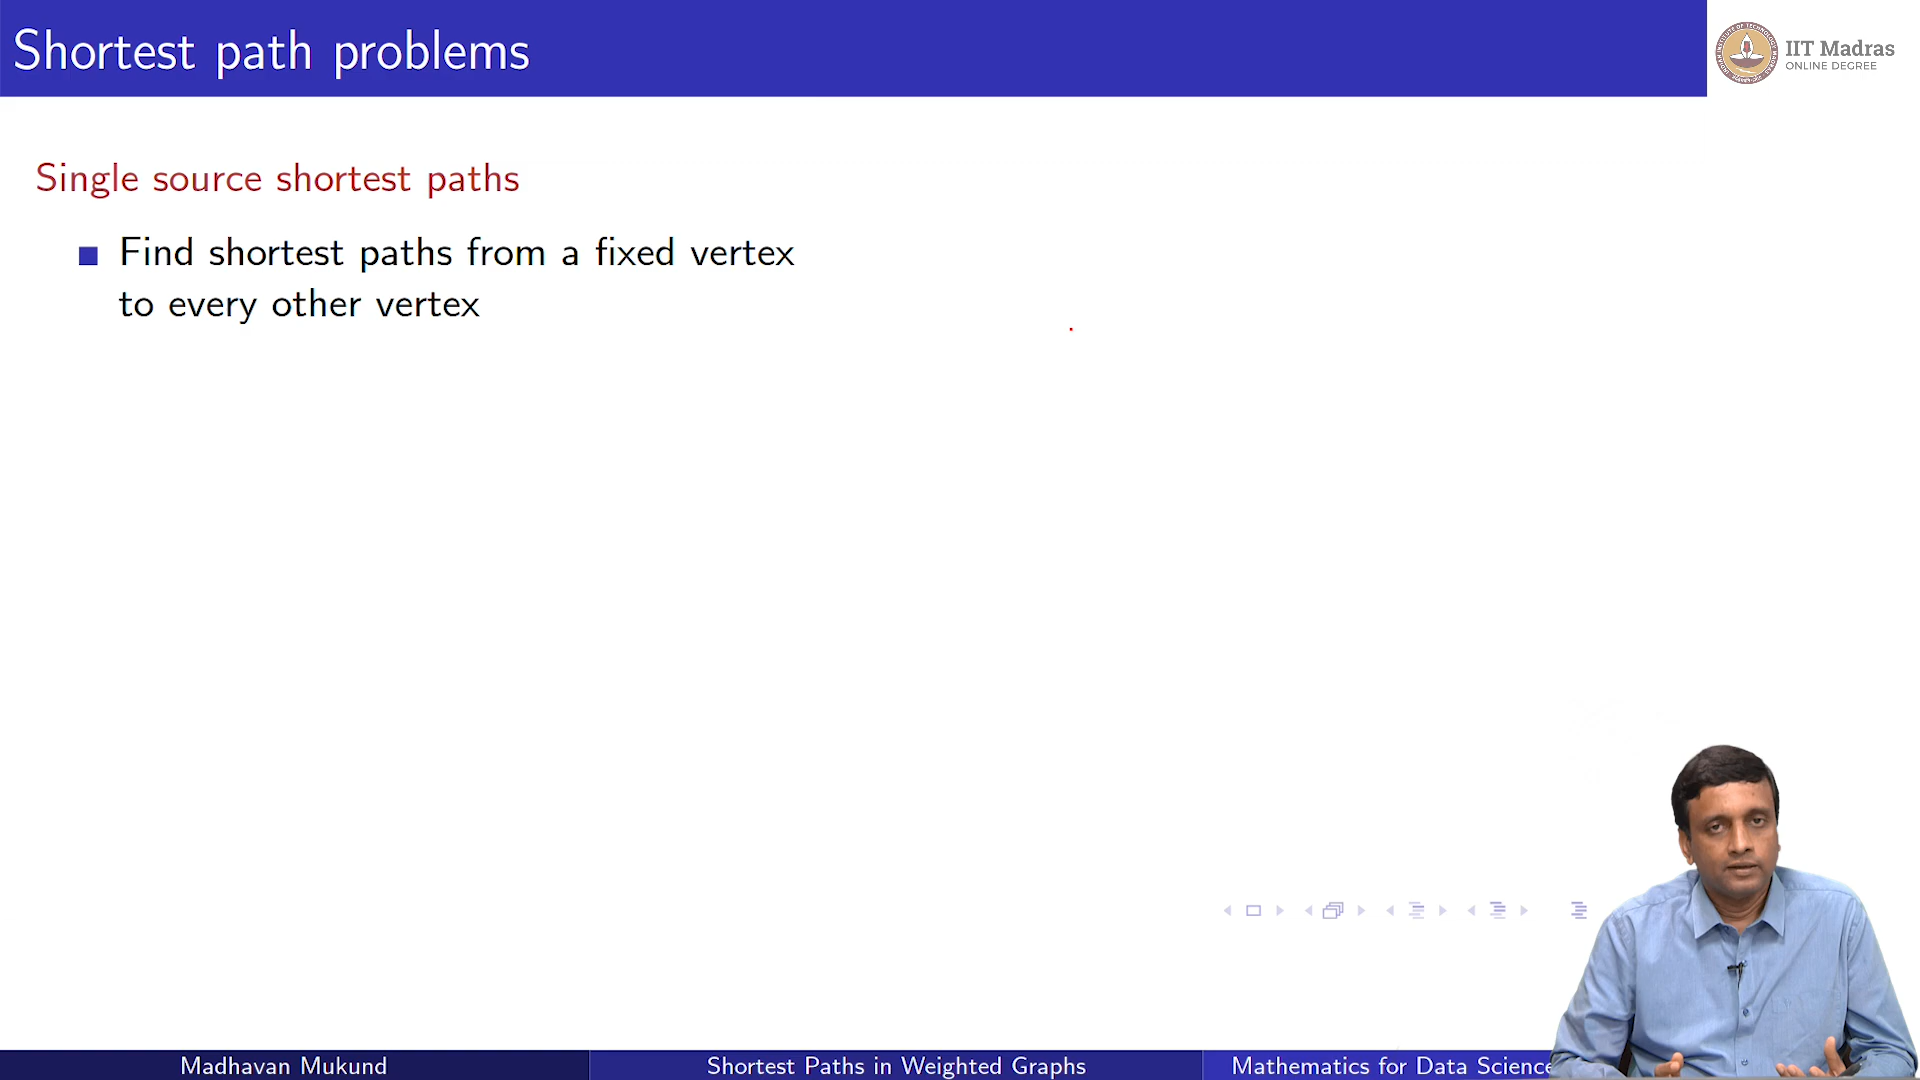 Shortest path problems
IIT Madras
ONLINE DEGREE
Single source shortest paths
Find shortest paths from a fixed vertex
to every other vertex
Madhavan Mukund
Shortest Paths in Weighted Graphs
Mathematics for Data Science